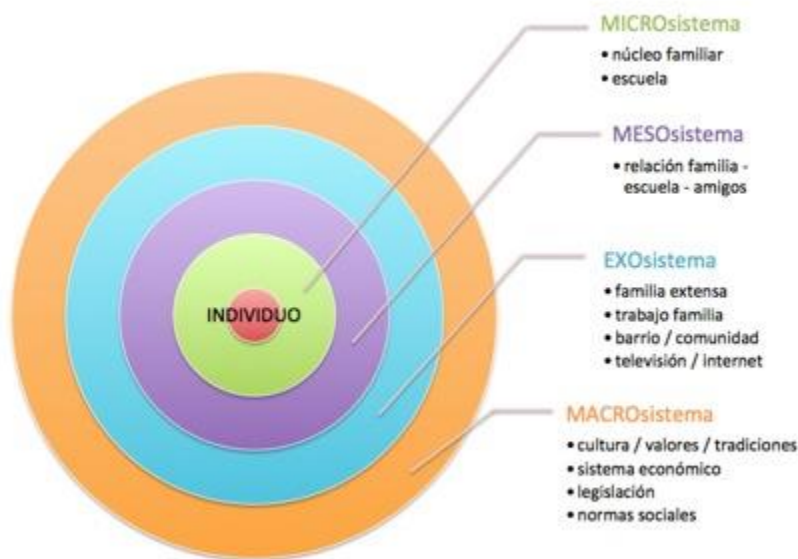 MICROsistema
• núcleo familiar
• escuela
MESOsistema
• relación familia -
escuela - amigos
INDIVIDUO
EXOsistema
• familia extensa
• trabajo familia
• barrio / comunidad
• televisión / internet
MACROsistema
• cultura / valores / tradiciones
• sistema económico
• legislación
• normas sociales